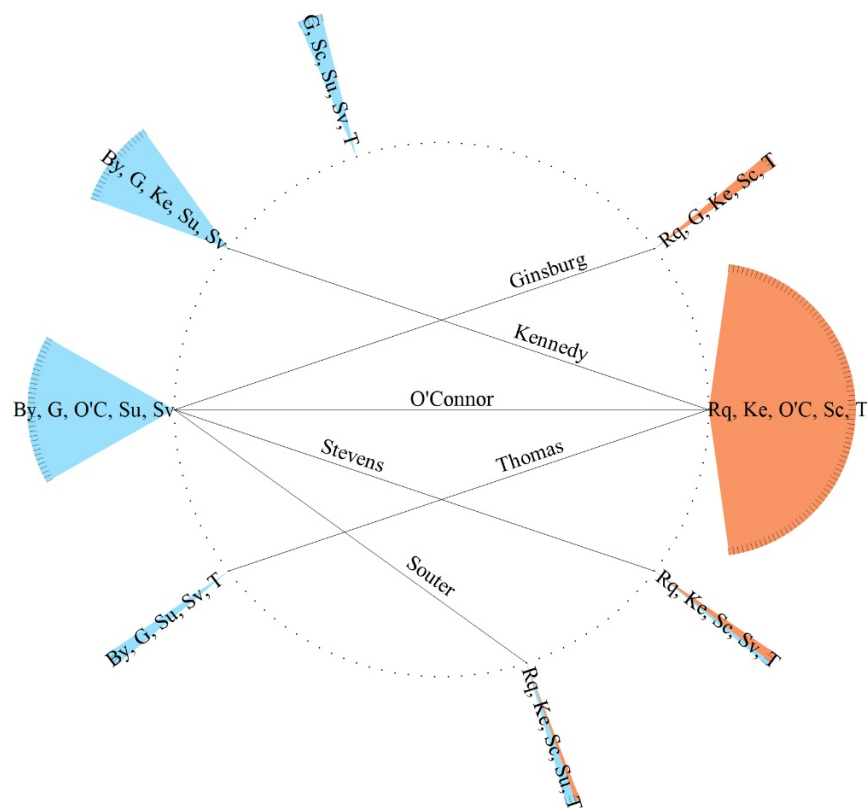 G, Sc, Su, Sv, T
By, G, Ke, Su, Sv
Rq, G, Ke, Sc, T
Ginsburg
Kennedy
By, G, O'C, Su, Sv
O'Connor
Rq, Ke, O'C, Sc, T
Stevens
Thomas
Souter
By, G, Su, Sv, T
Rq, Ke, Sc, Sv, T
Rq, Ke, Sc, Su, T